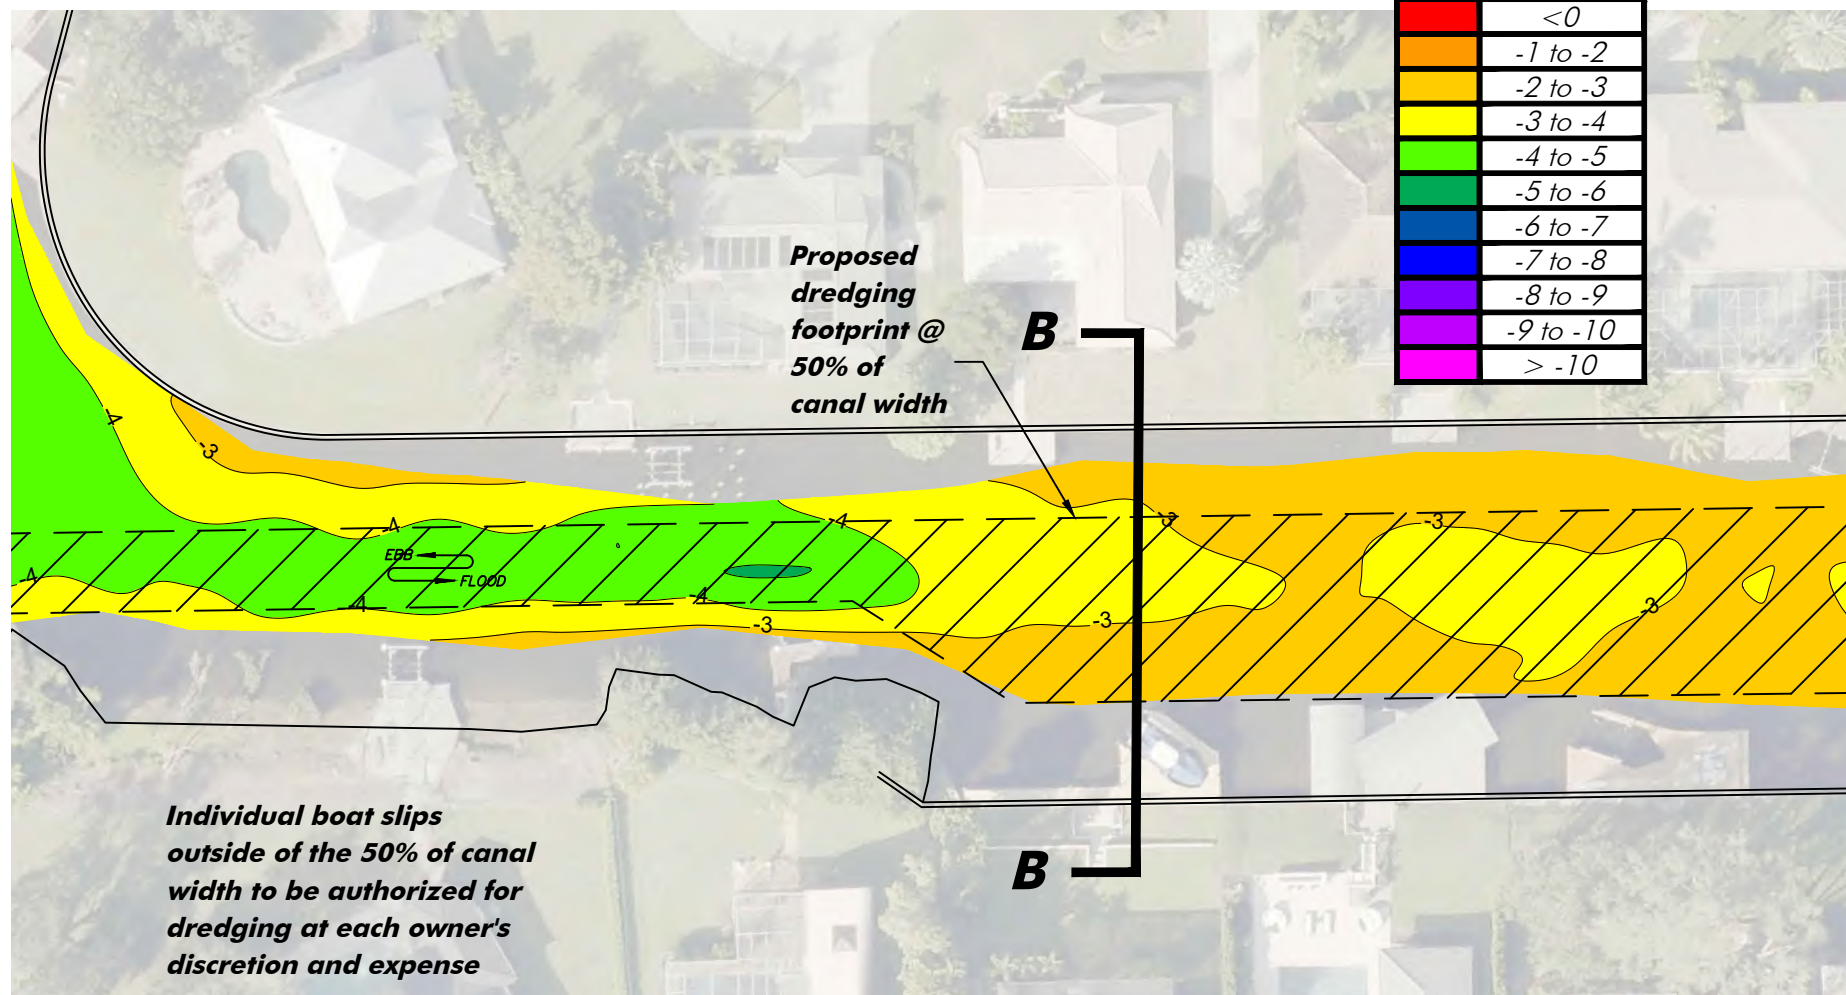 <0
-1 to -2
-2 to -3
-3 to -4
-4 to -5
-5 to -6
-6 to -7
-7 to -8
-8 to -9
-9 to -10
> -10
Proposed
dredging
footprint @
50% of
canal width
B
-4
-3
-4
-4
-3
-3
EBB
FLOOD
-4
-4
-4
-3
-3
-3
B
Individual boat slips
outside of the 50% of canal
width to be authorized for
dredging at each owner's
discretion and expense